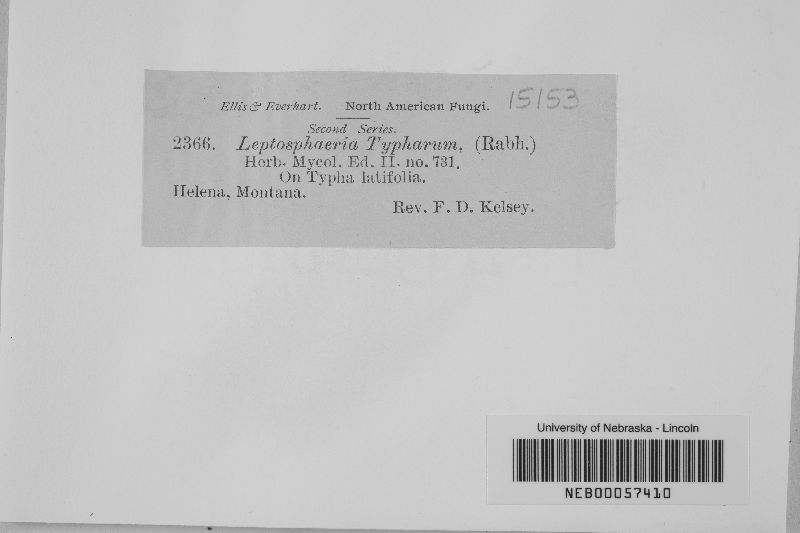 Ellis & Everhart. North American Fungi. 15153
Second Series.
2366. Leptosphaeria Typharum, (Rabh.)
Herb. Mycol. Ed. II. no. 731.
On Typha latifolia.
Helena, Montana.
Rev. F. D. Kelsey.
University of Nebraska - Lincoln
NEB00057410